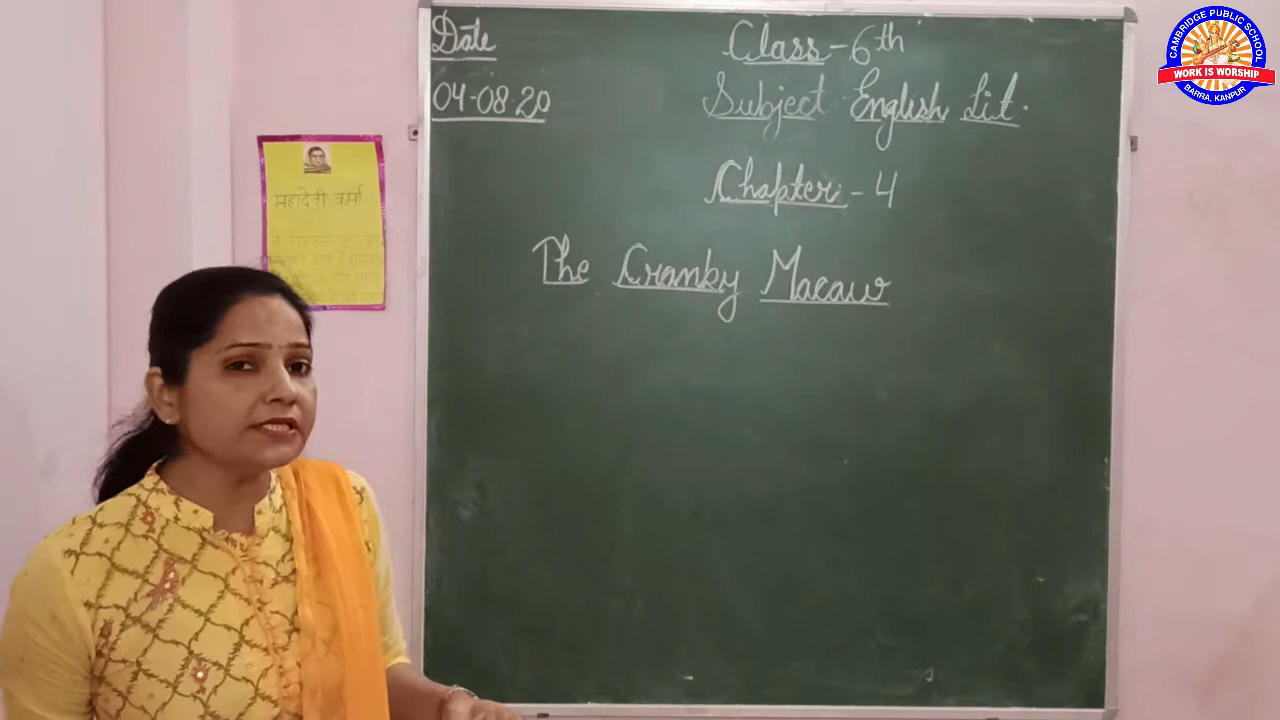 Date
04-08-20
Class - 6th
Subject English Lit.
Chapter - 4
The Cranky Macaw
महादेवी वर्मा
CAMBRIDGE PUBLIC SCHOOL
WORK IS WORSHIP
BARRA, KANPUR